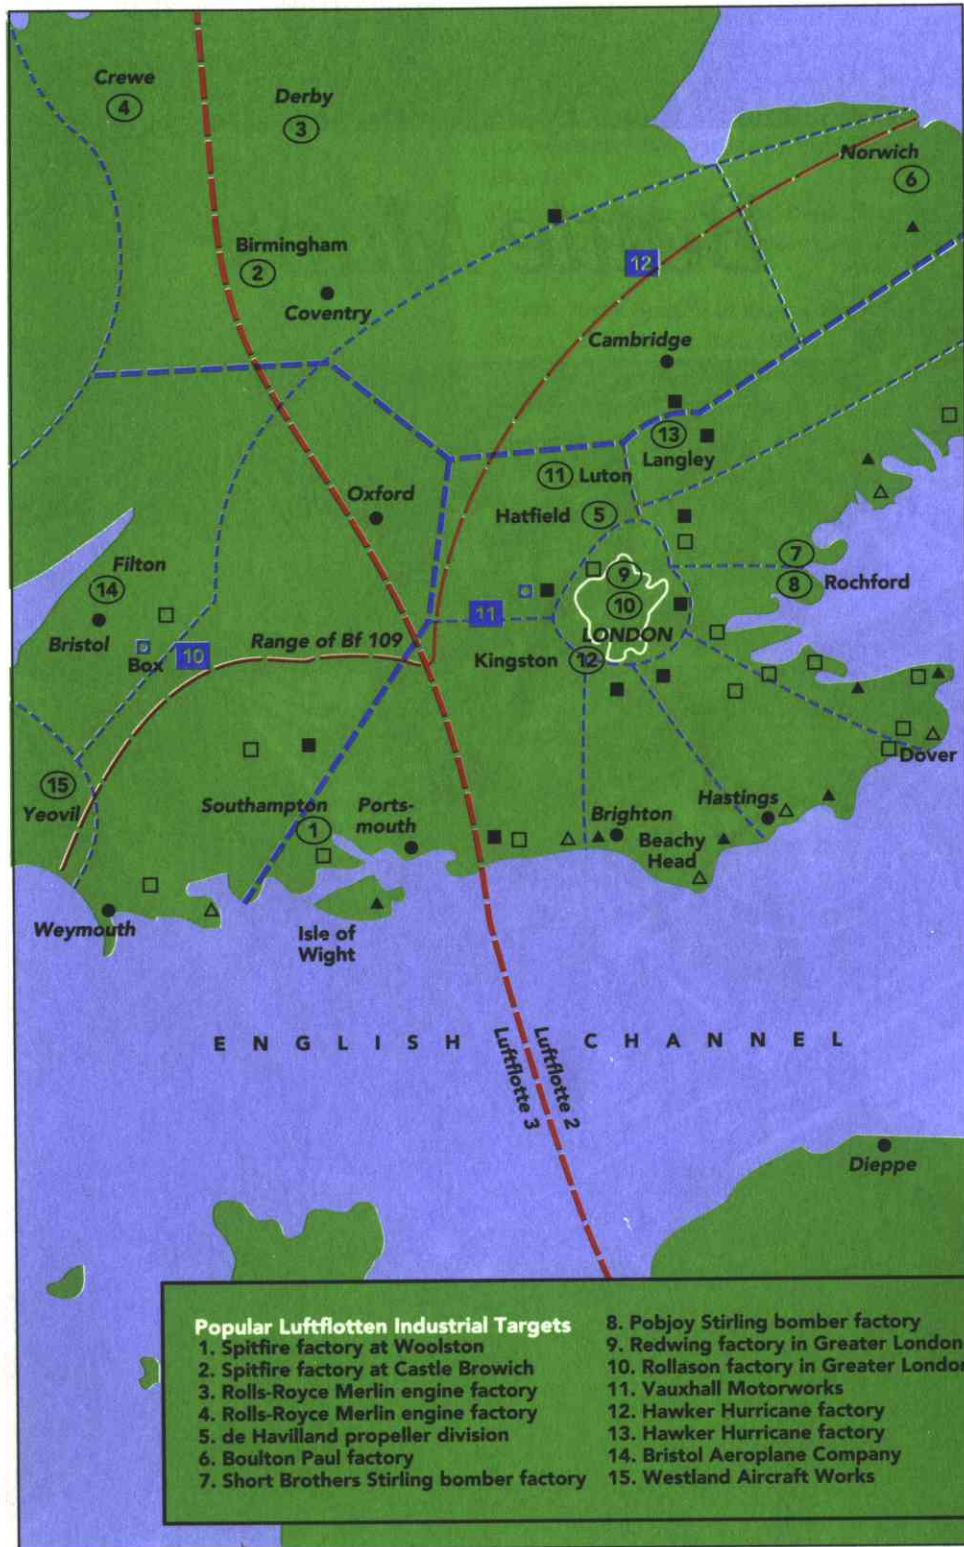 Crewe
4
Derby
3
Norwich
6
Birmingham
2
12
Coventry
Cambridge
13
Langley
11 Luton
Oxford
Hatfield 5
7
Filton
14
9
8 Rochford
10
11
Bristol
Range of Bf 109
LONDON
Box
10
Kingston 12
Dover
15
Yeovil
Southampton
1
Ports-
mouth
Brighton
Hastings
Beachy
Head
Weymouth
Isle of
Wight
ENGLISH CHANNEL
Luftflotte 2
Luftflotte 3
Dieppe
Popular Luftflotten Industrial Targets
1. Spitfire factory at Woolston
2. Spitfire factory at Castle Browich
3. Rolls-Royce Merlin engine factory
4. Rolls-Royce Merlin engine factory
5. de Havilland propeller division
6. Boulton Paul factory
7. Short Brothers Stirling bomber factory
8. Pobjoy Stirling bomber factory
9. Redwing factory in Greater London
10. Rollason factory in Greater London
11. Vauxhall Motorworks
12. Hawker Hurricane factory
13. Hawker Hurricane factory
14. Bristol Aeroplane Company
15. Westland Aircraft Works